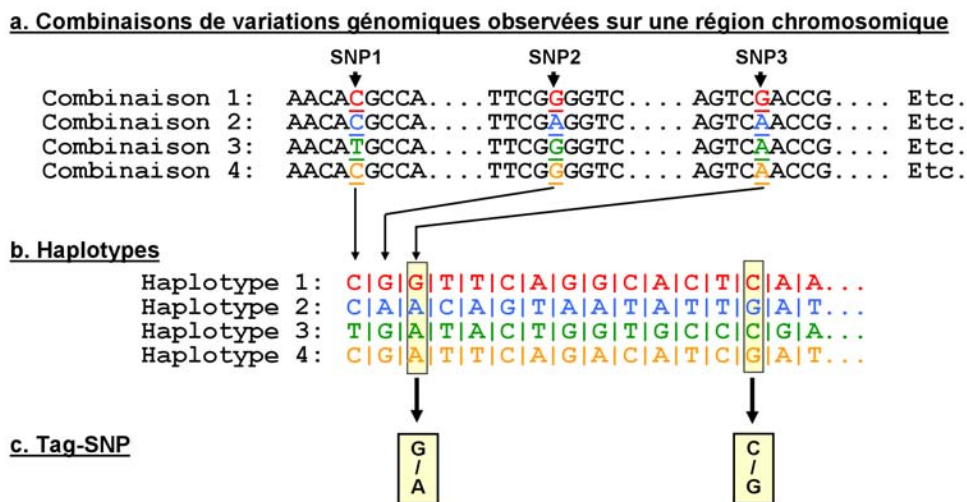 a. Combinaisons de variations génomiques observées sur une région chromosomique
SNP1 SNP2 SNP3
Combinaison 1: AACACGCCA....TTCGGGGTC....AGTCGACCG.... Etc.
Combinaison 2: AACACGCCA....TTCGAGGTC....AGTCAACCG.... Etc.
Combinaison 3: AACATGCCA....TTCGGGGTC....AGTCAACCG.... Etc.
Combinaison 4: AACACGCCA....TTCGGGGTC....AGTCAACCG.... Etc.
b. Haplotypes
Haplotype 1: C|G|G|T|T|C|A|G|G|C|A|C|T|C|A|A...
Haplotype 2: C|A|A|C|A|G|T|A|A|T|A|T|T|G|A|T...
Haplotype 3: T|G|A|T|A|C|T|G|G|T|G|C|C|C|G|A...
Haplotype 4: C|G|A|T|T|C|A|G|A|C|A|T|C|G|A|T...
c. Tag-SNP
G C
/ /
A G